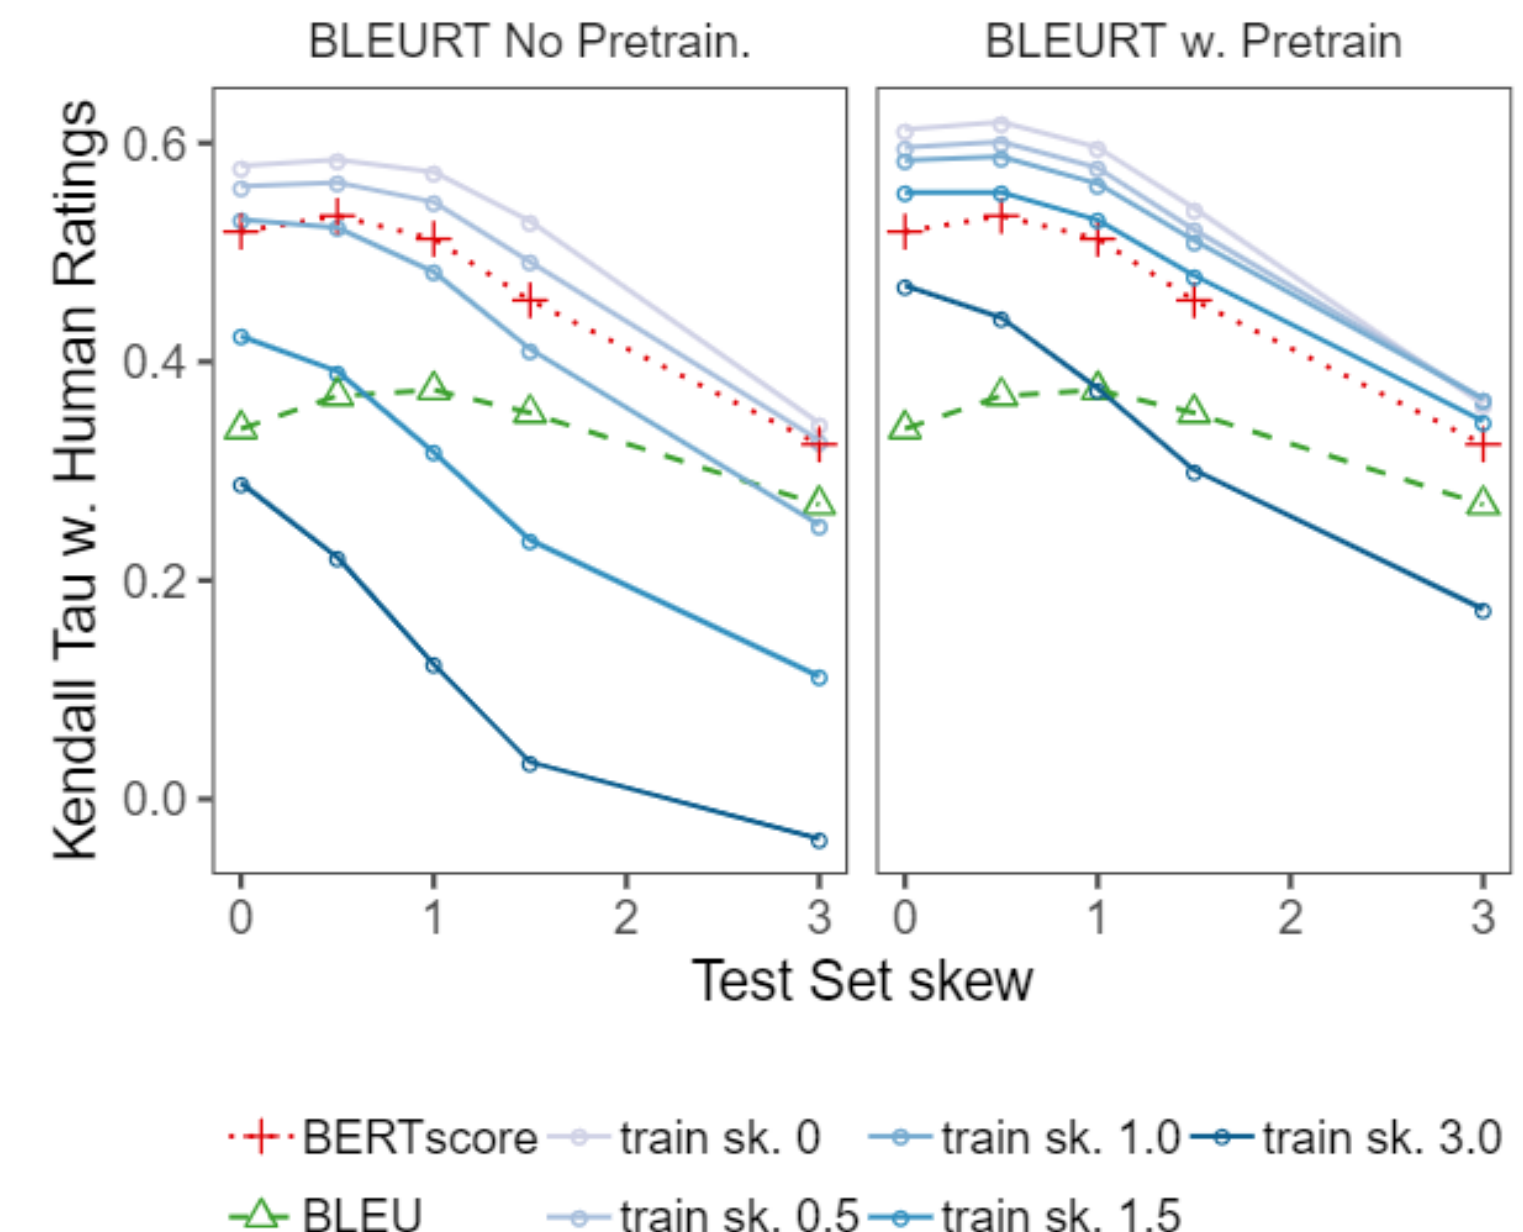 BLEURT No Pretrain. BLEURT w. Pretrain
Kendall Tau w. Human Ratings
0.6
0.4
0.2
0.0
0 1 2 3 0 1 2 3
Test Set skew
BERTscore train sk. 0 train sk. 1.0 train sk. 3.0
BLEU train sk. 0.5 train sk. 1.5